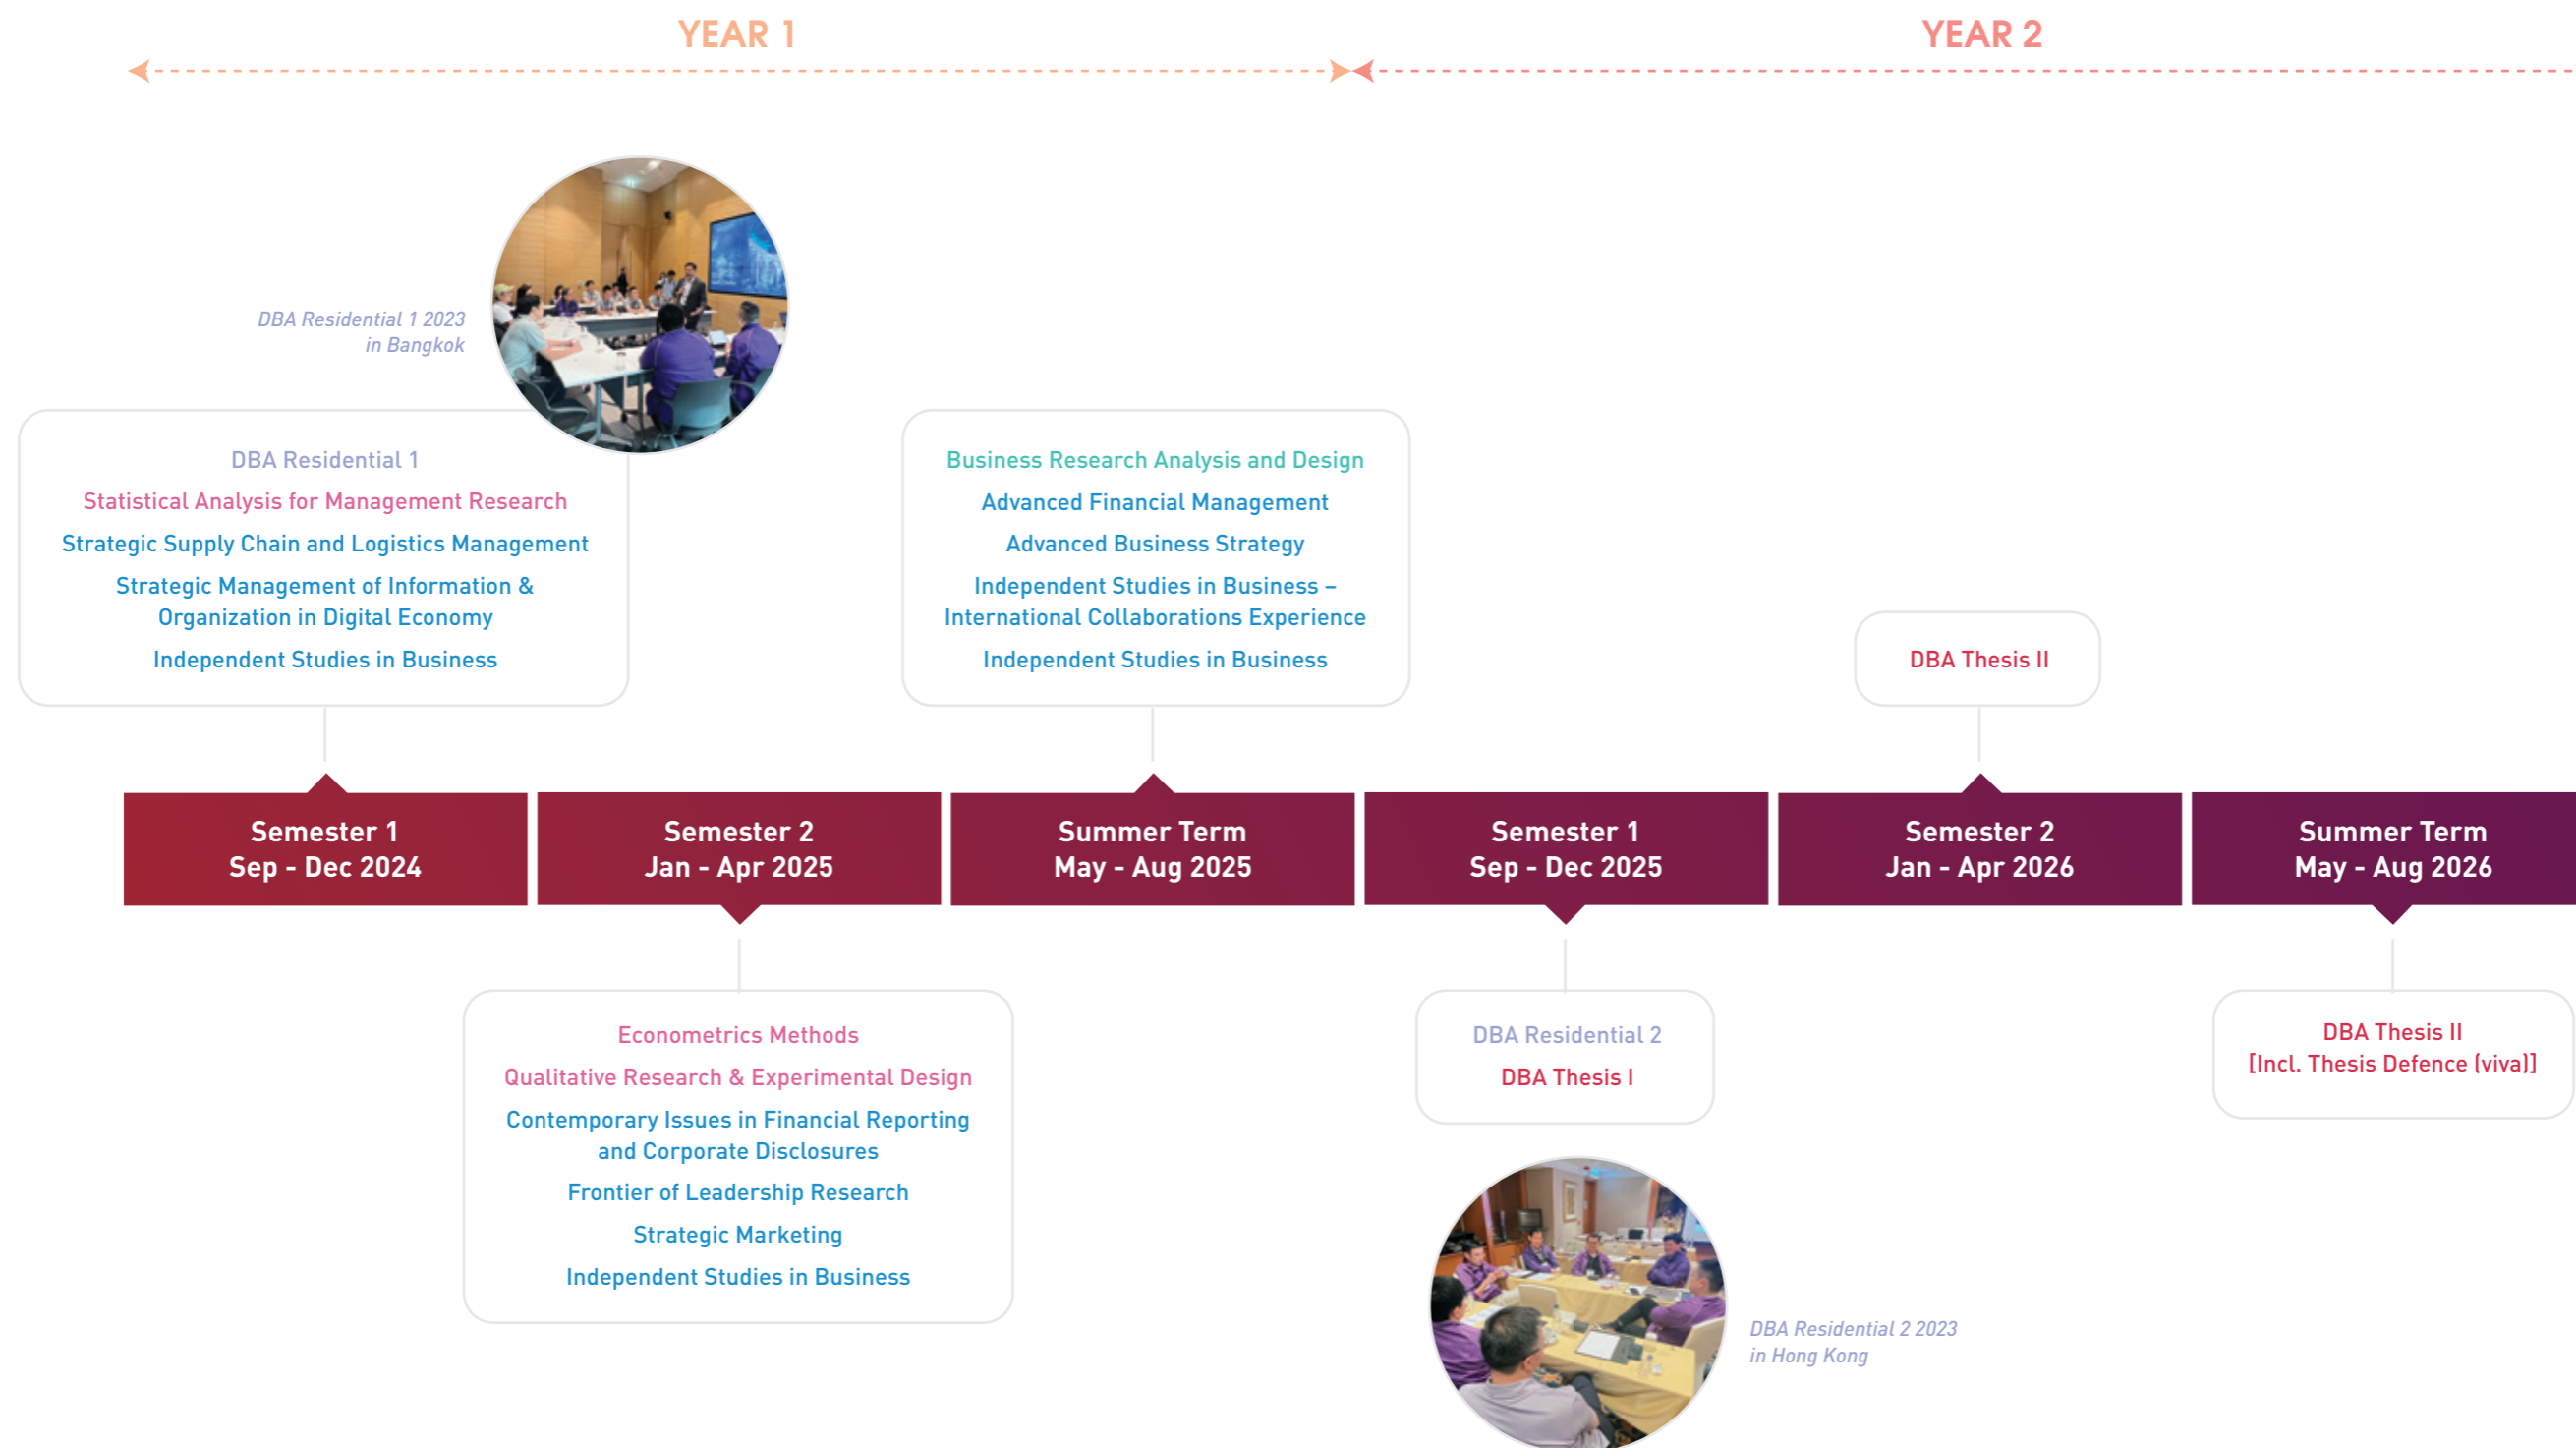 YEAR 1
YEAR 2
DBA Residential 1 2023
in Bangkok
DBA Residential 1
Statistical Analysis for Management Research
Strategic Supply Chain and Logistics Management
Strategic Management of Information &
Organization in Digital Economy
Independent Studies in Business
Business Research Analysis and Design
Advanced Financial Management
Advanced Business Strategy
Independent Studies in Business –
International Collaborations Experience
Independent Studies in Business
DBA Thesis II
Semester 1
Sep - Dec 2024
Semester 2
Jan - Apr 2025
Summer Term
May - Aug 2025
Semester 1
Sep - Dec 2025
Semester 2
Jan - Apr 2026
Summer Term
May - Aug 2026
Econometrics Methods
Qualitative Research & Experimental Design
Contemporary Issues in Financial Reporting
and Corporate Disclosures
Frontier of Leadership Research
Strategic Marketing
Independent Studies in Business
DBA Residential 2
DBA Thesis I
DBA Thesis II
[Incl. Thesis Defence (viva)]
DBA Residential 2 2023
in Hong Kong